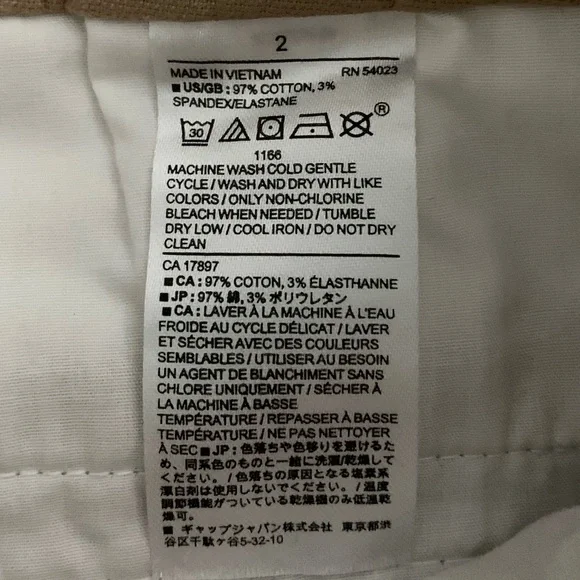 2
MADE IN VIETNAM RN 54023
■ US/GB : 97% COTTON, 3%
SPANDEX/ELASTANE
30 ®
1166
MACHINE WASH COLD GENTLE
CYCLE / WASH AND DRY WITH LIKE
COLORS / ONLY NON-CHLORINE
BLEACH WHEN NEEDED / TUMBLE
DRY LOW / COOL IRON / DO NOT DRY
CLEAN
CA 17897
■ CA : 97% COTON, 3% ÉLASTHANNE
■ JP : 97% 綿, 3% ポリウレタン
■ CA : LAVER À LA MACHINE À L'EAU
FROIDE AU CYCLE DÉLICAT / LAVER
ET SÉCHER AVEC DES COULEURS
SEMBLABLES / UTILISER AU BESOIN
UN AGENT DE BLANCHIMENT SANS
CHLORE UNIQUEMENT / SÉCHER À
LA MACHINE À BASSE
TEMPÉRATURE / REPASSER À BASSE
TEMPÉRATURE / NE PAS NETTOYER
À SEC ■ JP : 色落ちや色移りを避けるた
め、同系色のものと一緒に洗濯/乾燥して
ください。 / 色落ちの原因となる塩素系
漂白剤は使用しないでください。 / 温度
調節機能がついている乾燥機のみ低温乾
燥可。
■ ギャップジャパン株式会社 東京都渋
谷区千駄ヶ谷5-32-10